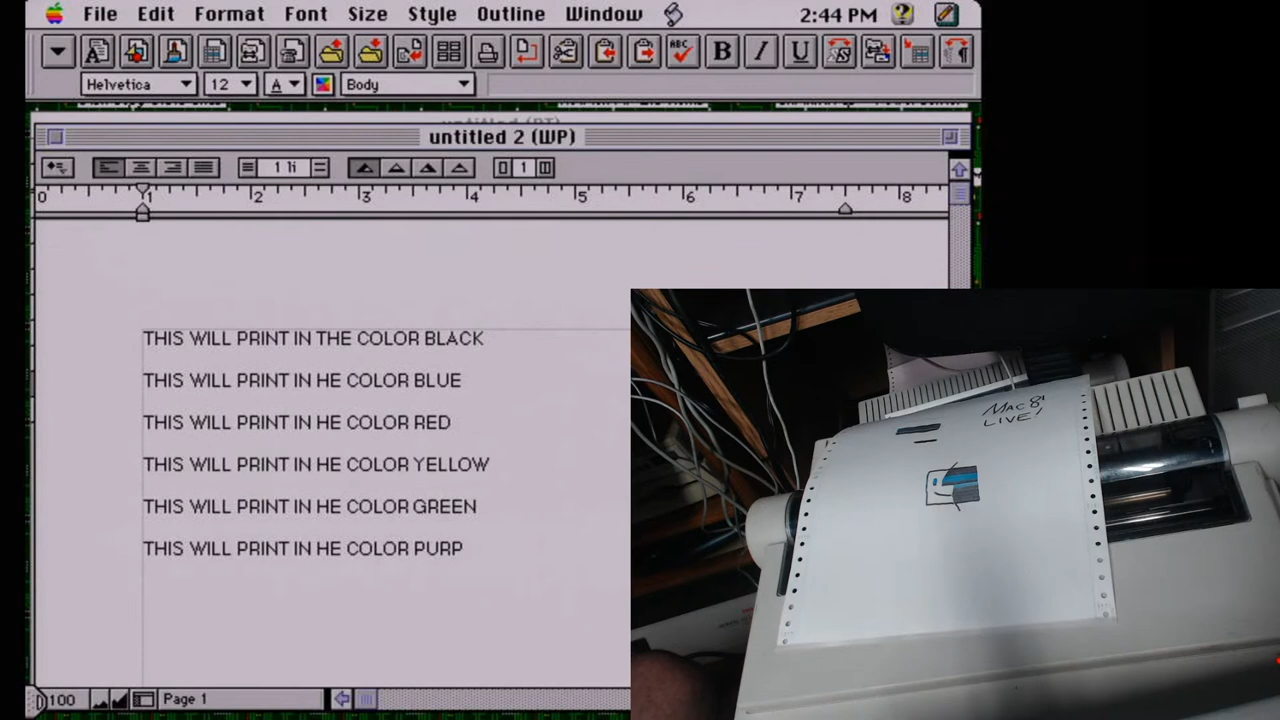 File Edit Format Font Size Style Outline Window 2:44 PM
ABC B I U
Helvetica 12 A Body
untitled 2 (WP)
1 li 1
0 1 2 3 4 5 6 7 8
THIS WILL PRINT IN THE COLOR BLACK
THIS WILL PRINT IN HE COLOR BLUE
THIS WILL PRINT IN HE COLOR RED
THIS WILL PRINT IN HE COLOR YELLOW
THIS WILL PRINT IN HE COLOR GREEN
THIS WILL PRINT IN HE COLOR PURP
100 Page 1
MAC 84
LIVE!